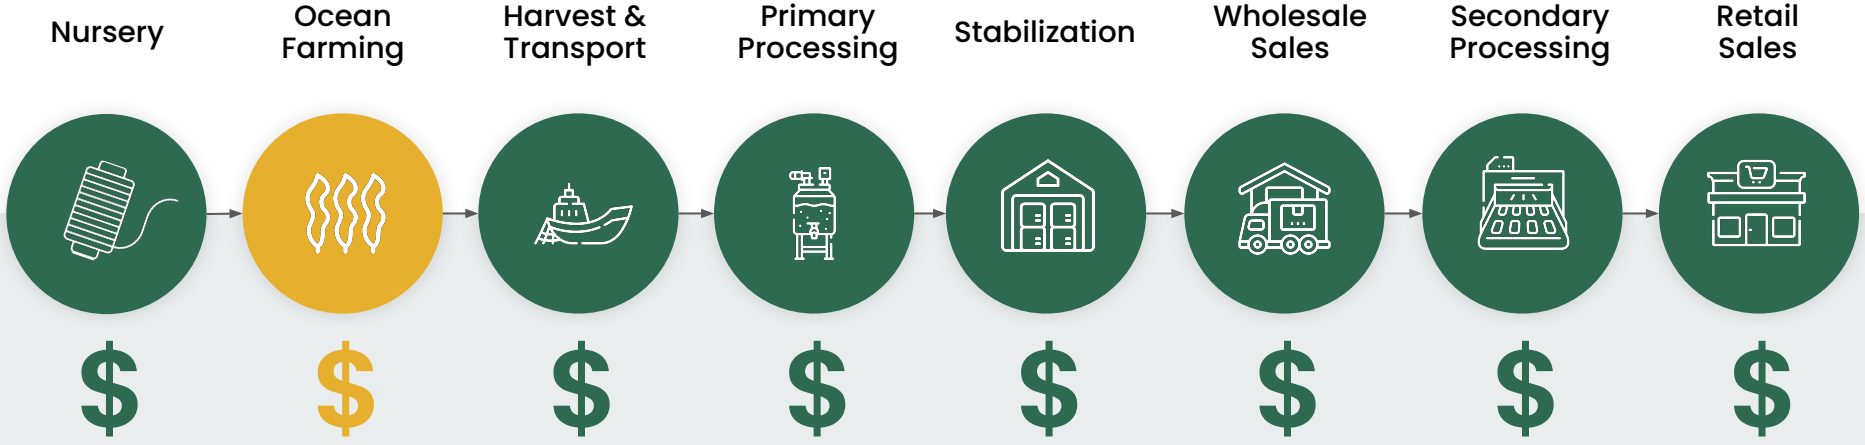 Nursery
Ocean
Farming
Harvest &
Transport
Primary
Processing
Stabilization
Wholesale
Sales
Secondary
Processing
Retail
Sales
$ $ $ $ $ $ $ $